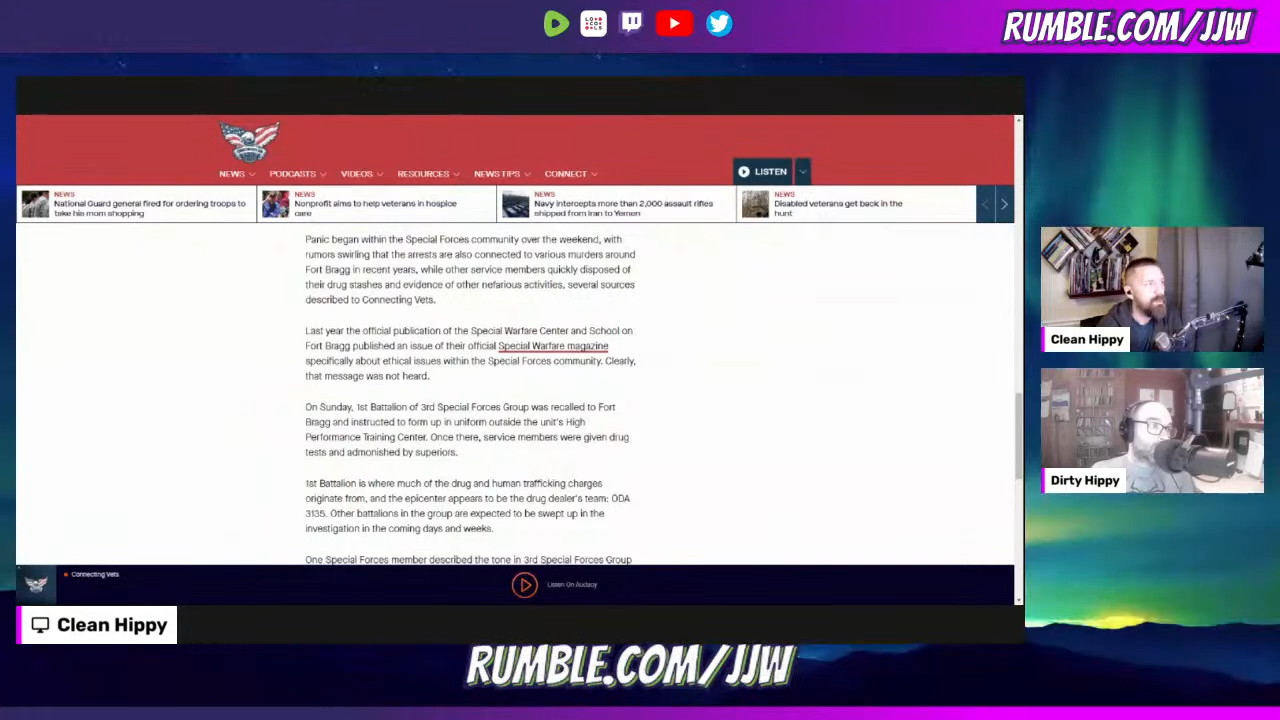 RUMBLE.COM/JJW
NEWS PODCASTS VIDEOS RESOURCES NEWS TIPS CONNECT
LISTEN
NEWS
National Guard general fired for ordering troops to
take his mom shopping
NEWS
Nonprofit aims to help veterans in hospice
care
NEWS
Navy intercepts more than 2,000 assault rifles
shipped from Iran to Yemen
NEWS
Disabled veterans get back in the
hunt
Panic began within the Special Forces community over the weekend, with
rumors swirling that the arrests are also connected to various murders around
Fort Bragg in recent years, while other service members quickly disposed of
their drug stashes and evidence of other nefarious activities, several sources
described to Connecting Vets.
Last year the official publication of the Special Warfare Center and School on
Fort Bragg published an issue of their official Special Warfare magazine
specifically about ethical issues within the Special Forces community. Clearly,
that message was not heard.
On Sunday, 1st Battalion of 3rd Special Forces Group was recalled to Fort
Bragg and instructed to form up in uniform outside the unit's High
Performance Training Center. Once there, service members were given drug
tests and admonished by superiors.
1st Battalion is where much of the drug and human trafficking charges
originate from, and the epicenter appears to be the drug dealer's team: ODA
3135. Other battalions in the group are expected to be swept up in the
investigation in the coming days and weeks.
One Special Forces member described the tone in 3rd Special Forces Group
Connecting Vets
Listen On Audacy
Clean Hippy
Clean Hippy
Dirty Hippy
RUMBLE.COM/JJW